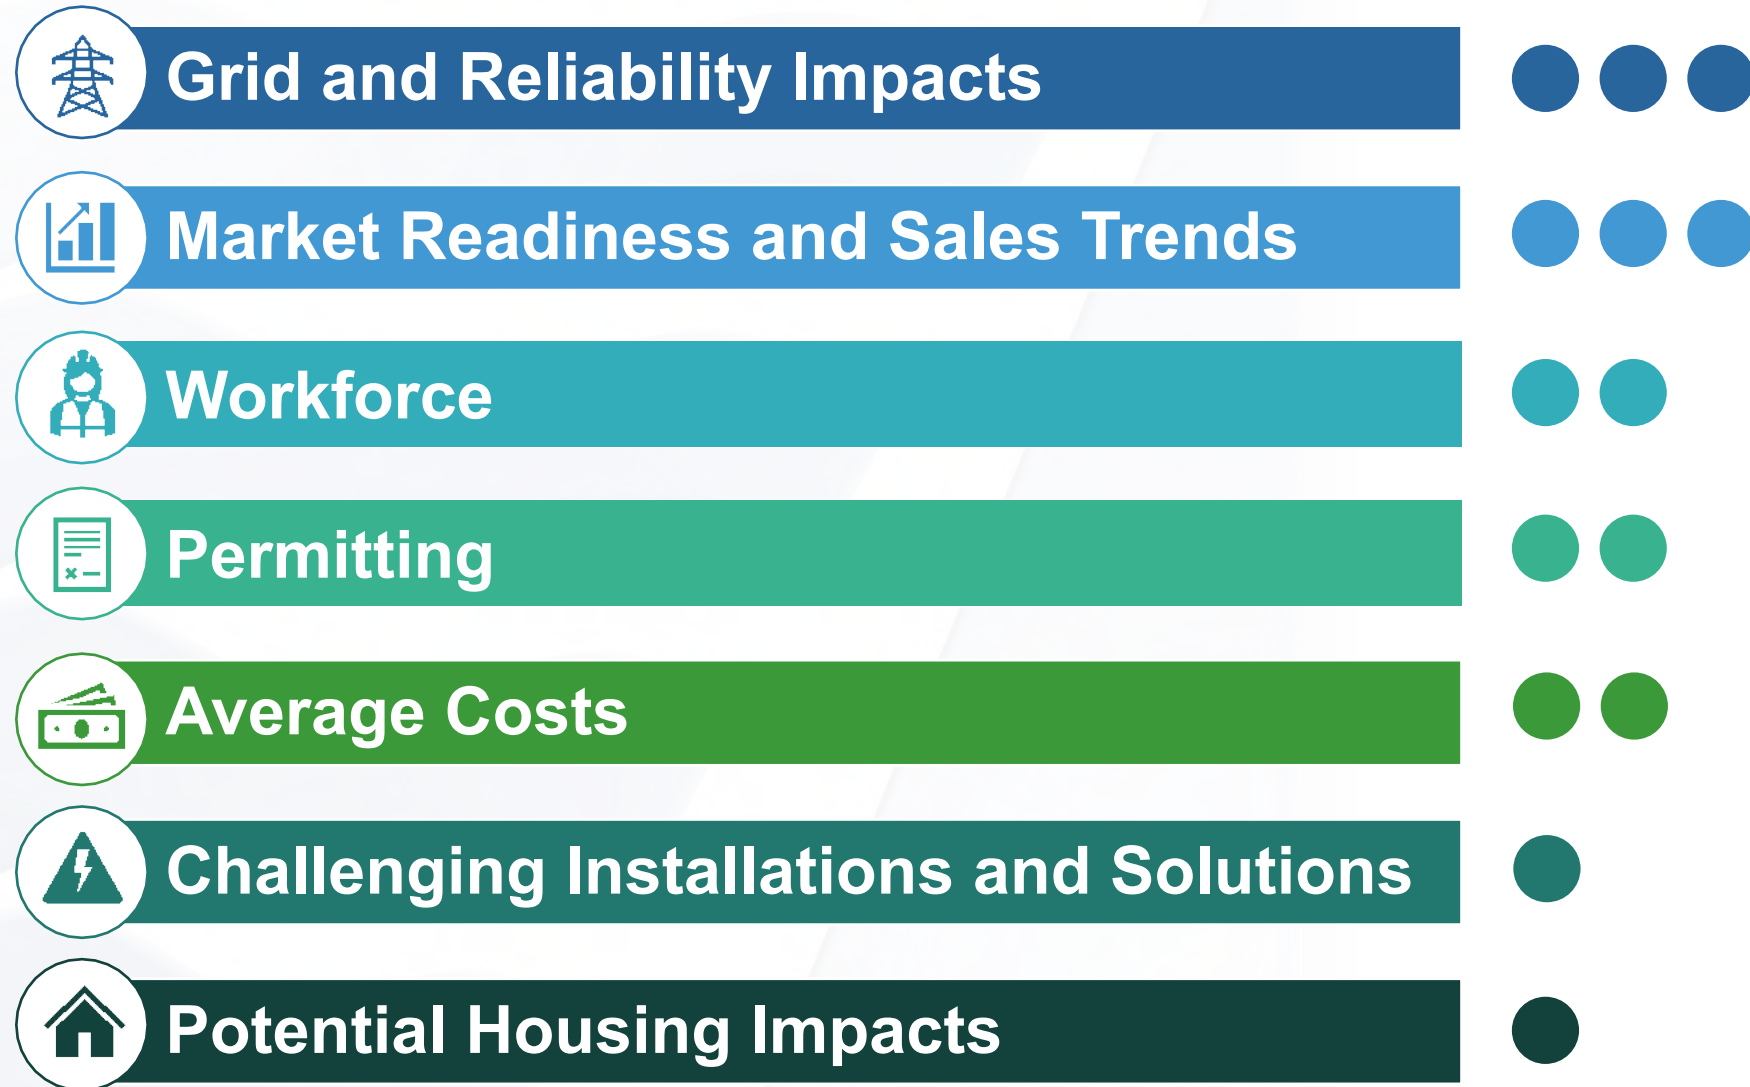 Grid and Reliability Impacts
Market Readiness and Sales Trends
Workforce
Permitting
Average Costs
Challenging Installations and Solutions
Potential Housing Impacts